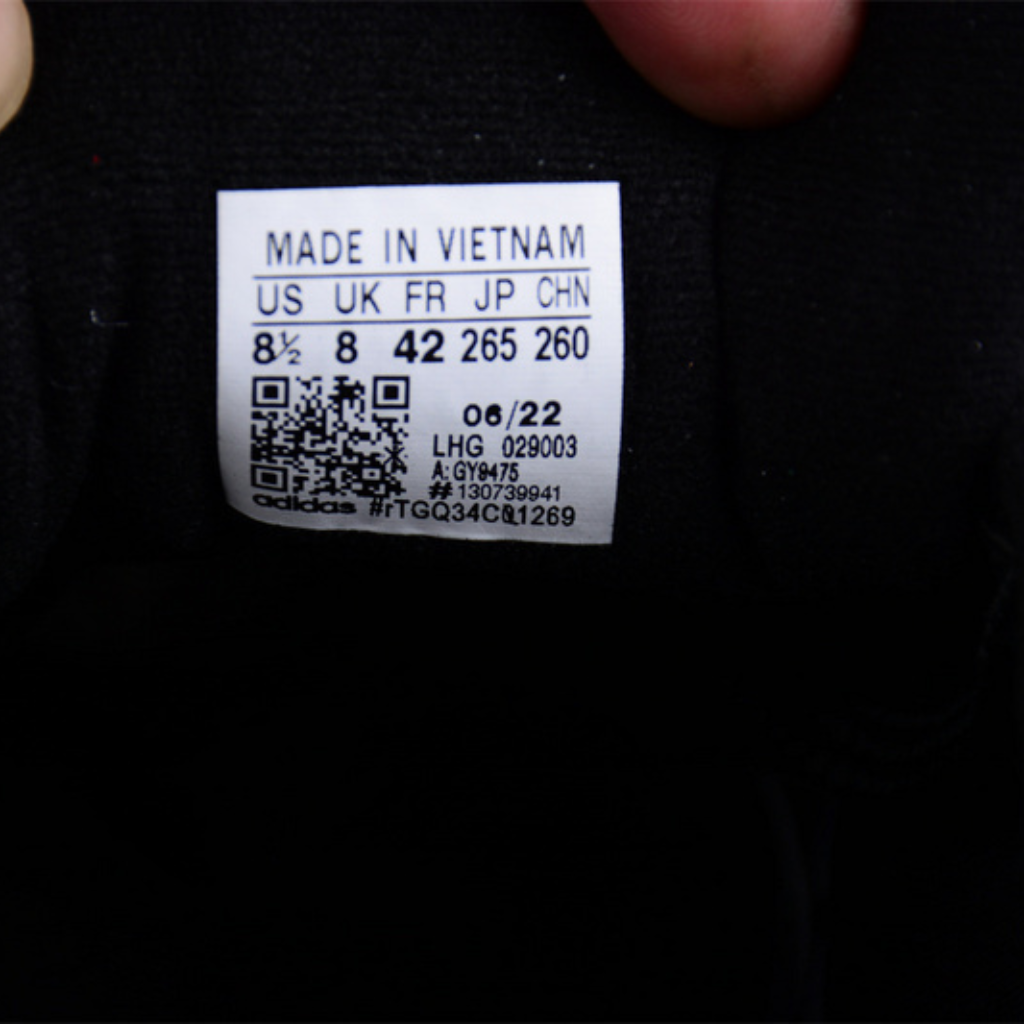 MADE IN VIETNAM
US UK FR JP CHN
8½ 8 42 265 260
06/22
LHG 029003
A: GY9475
# 130739941
adidas #rTGQ34CQ1269